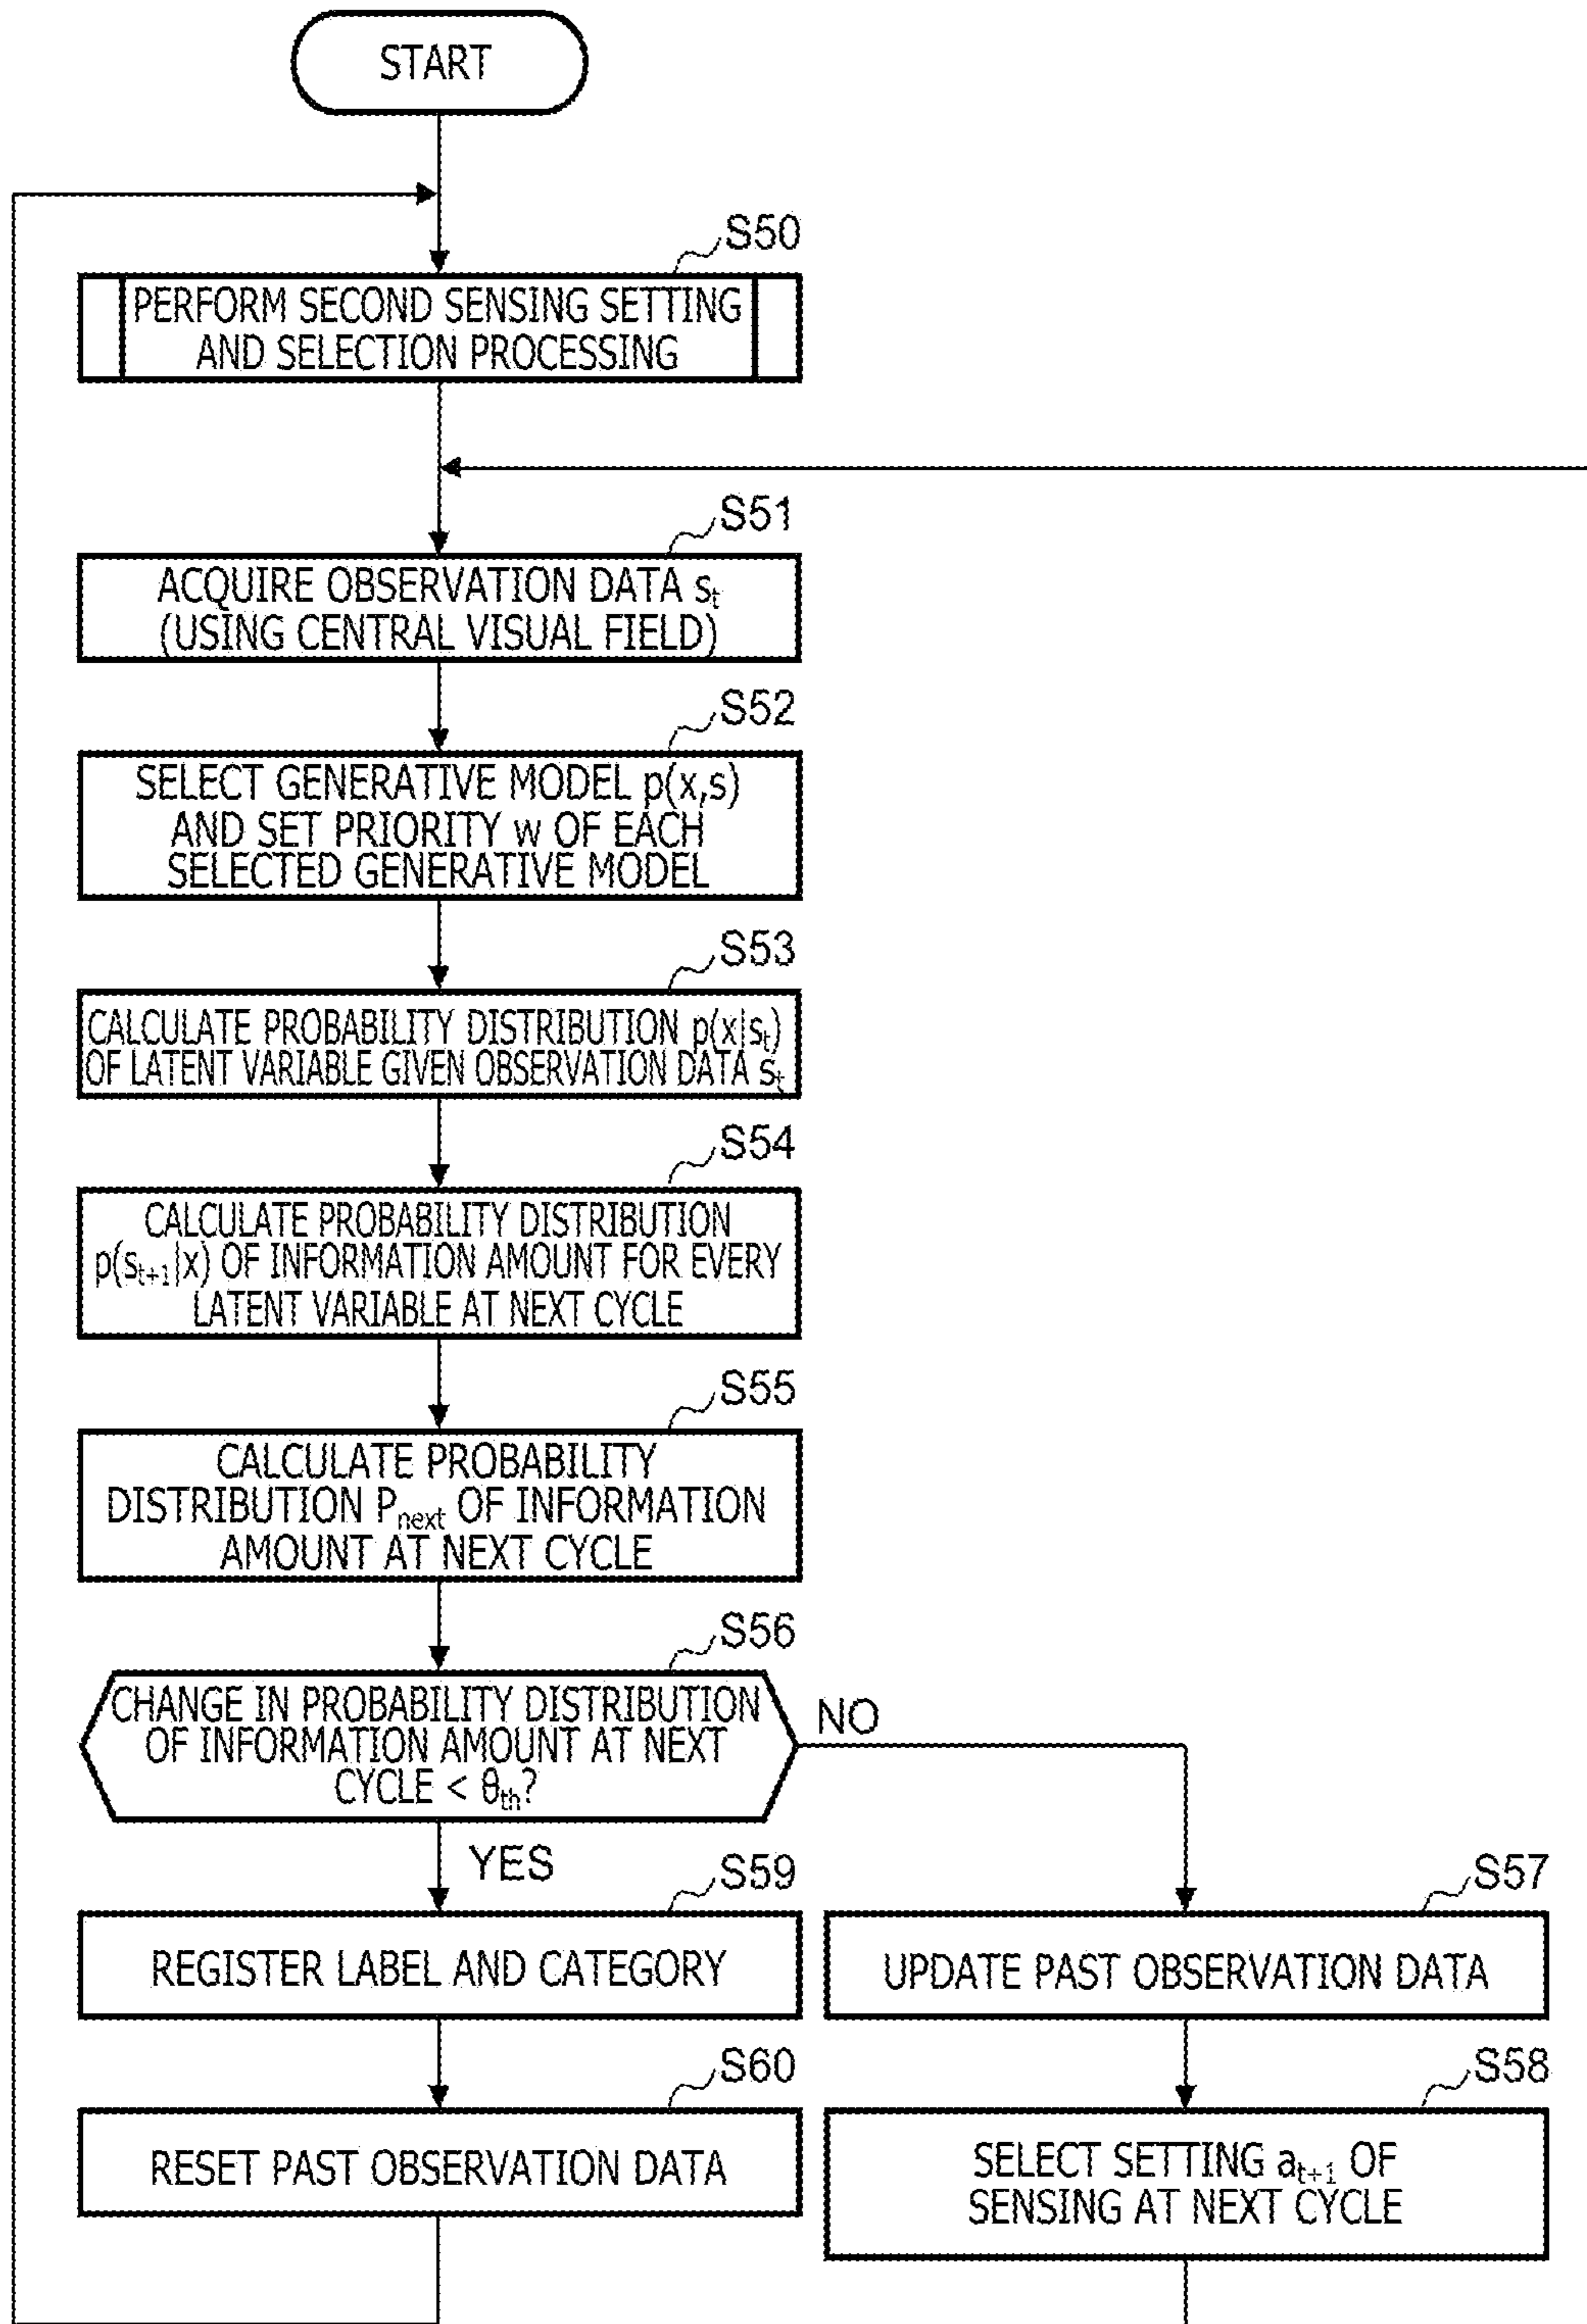 START
S50
PERFORM SECOND SENSING SETTING
AND SELECTION PROCESSING
S51
ACQUIRE OBSERVATION DATA sₜ
(USING CENTRAL VISUAL FIELD)
S52
SELECT GENERATIVE MODEL p(x,s)
AND SET PRIORITY w OF EACH
SELECTED GENERATIVE MODEL
S53
CALCULATE PROBABILITY DISTRIBUTION p(x|sₜ)
OF LATENT VARIABLE GIVEN OBSERVATION DATA sₜ
S54
CALCULATE PROBABILITY DISTRIBUTION
p(sₜ₊₁|x) OF INFORMATION AMOUNT FOR EVERY
LATENT VARIABLE AT NEXT CYCLE
S55
CALCULATE PROBABILITY
DISTRIBUTION Pₙₑₓₜ OF INFORMATION
AMOUNT AT NEXT CYCLE
S56
CHANGE IN PROBABILITY DISTRIBUTION
OF INFORMATION AMOUNT AT NEXT
CYCLE < θₜₕ?
NO
YES
S59
REGISTER LABEL AND CATEGORY
S57
UPDATE PAST OBSERVATION DATA
S60
RESET PAST OBSERVATION DATA
S58
SELECT SETTING aₜ₊₁ OF
SENSING AT NEXT CYCLE